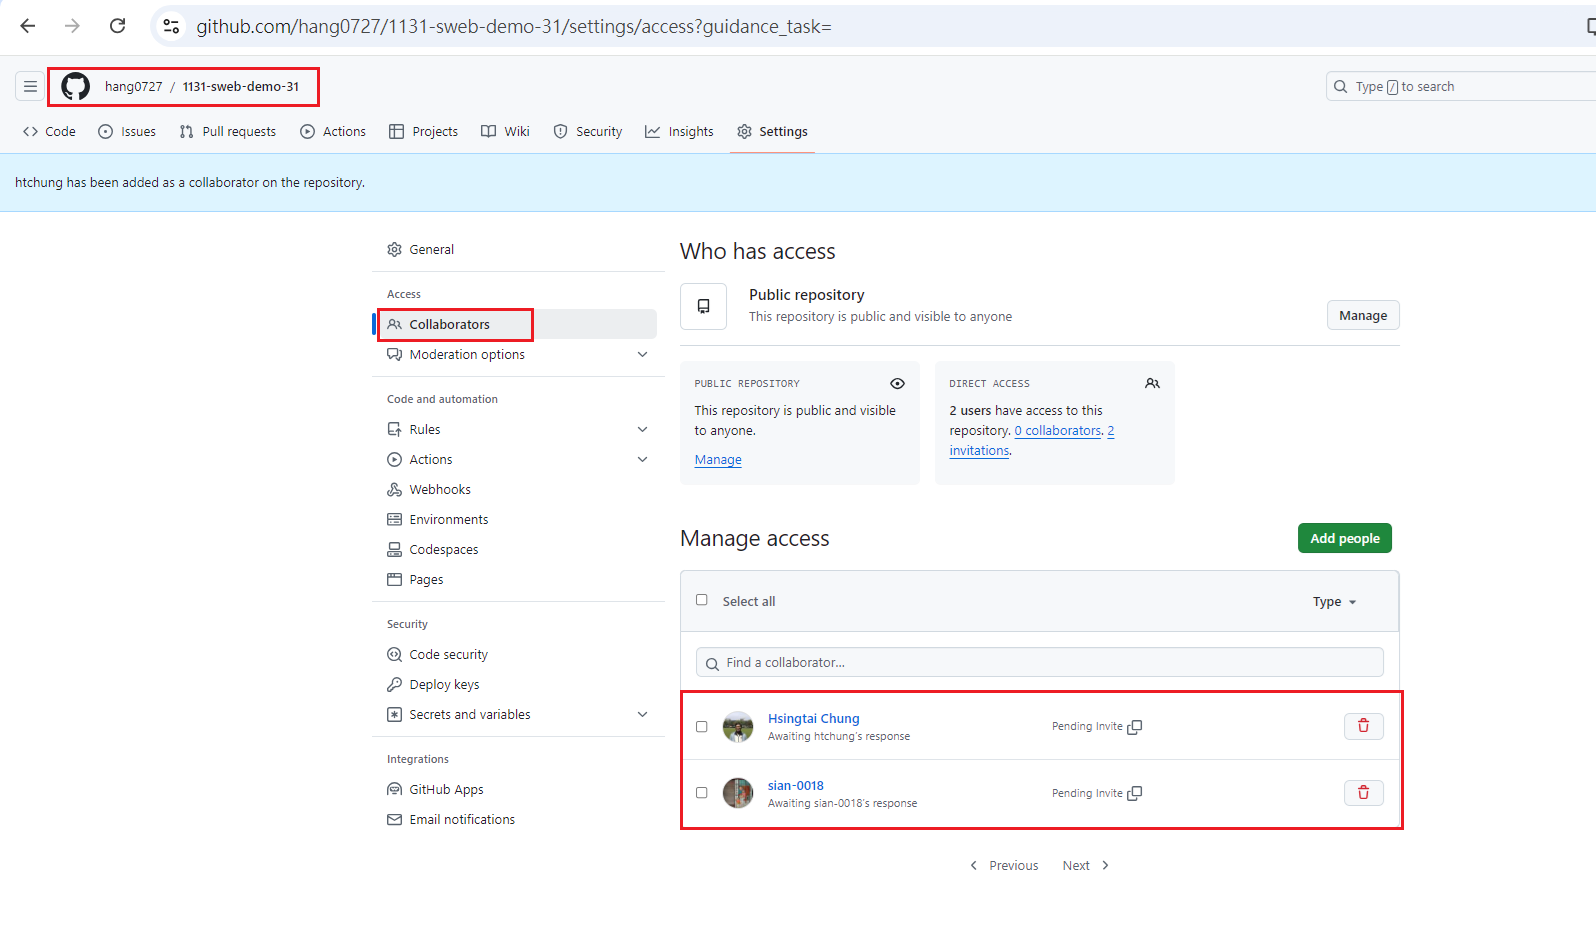 github.com/hang0727/1131-sweb-demo-31/settings/access?guidance_task=
hang0727 / 1131-sweb-demo-31
Type / to search
Code Issues Pull requests Actions Projects Wiki Security Insights Settings
htchung has been added as a collaborator on the repository.
General
Access
Collaborators
Moderation options
Code and automation
Rules
Actions
Webhooks
Environments
Codespaces
Pages
Security
Code security
Deploy keys
Secrets and variables
Integrations
GitHub Apps
Email notifications
Who has access
Public repository
This repository is public and visible to anyone
Manage
PUBLIC REPOSITORY
This repository is public and visible
to anyone.
Manage
DIRECT ACCESS
2 users have access to this
repository. 0 collaborators. 2
invitations.
Manage access
Add people
Select all
Type
Find a collaborator...
Hsingtai Chung
Awaiting htchung's response
Pending Invite
sian-0018
Awaiting sian-0018's response
Pending Invite
Previous Next